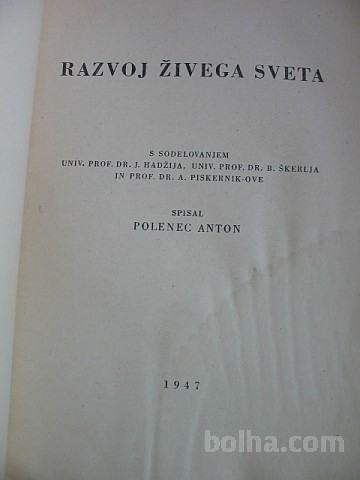 RAZVOJ ŽIVEGA SVETA
S SODELOVANJEM
UNIV. PROF. DR. J. HADŽIJA, UNIV. PROF. DR. B. ŠKERLJA
IN PROF. DR. A. PISKERNIK-OVE
SPISAL
POLENEC ANTON
1947
bolha.com